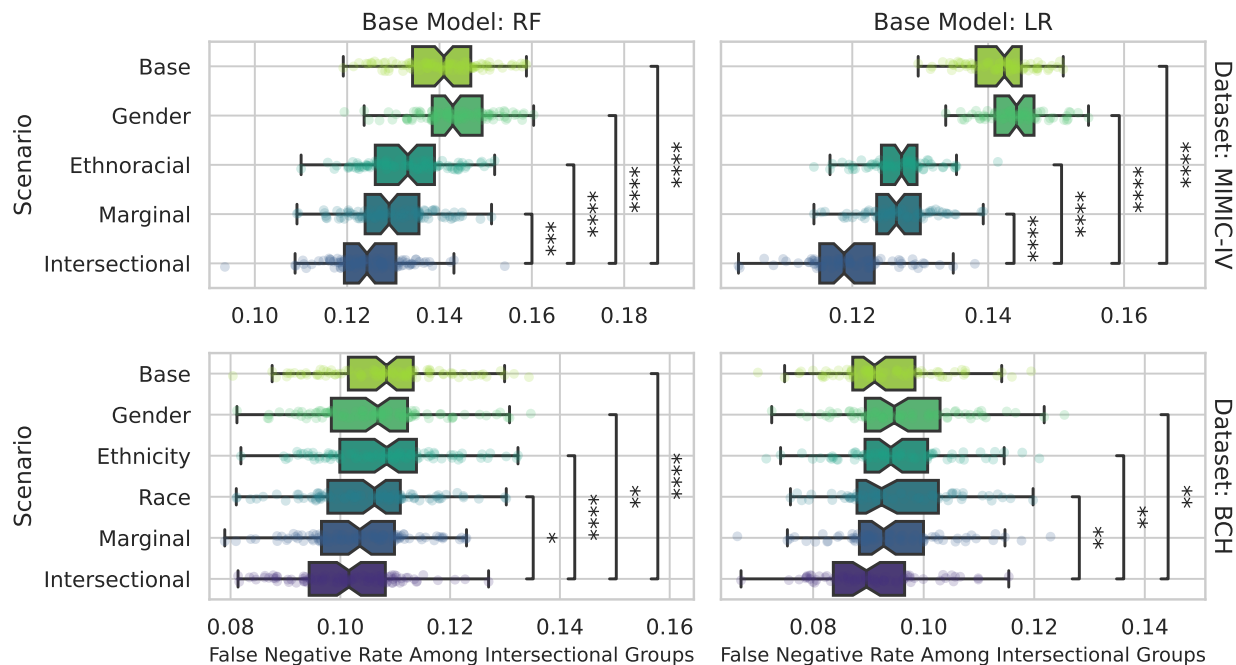 Base Model: RF
Base Model: LR
Scenario
Base
Gender
Ethnoracial
Marginal
Intersectional
***
****
****
****
****
****
****
****
Dataset: MIMIC-IV
0.10 0.12 0.14 0.16 0.18
0.12 0.14 0.16
Scenario
Base
Gender
Ethnicity
Race
Marginal
Intersectional
*
****
**
****
**
**
**
**
Dataset: BCH
0.08 0.10 0.12 0.14 0.16
0.08 0.10 0.12 0.14
False Negative Rate Among Intersectional Groups
False Negative Rate Among Intersectional Groups